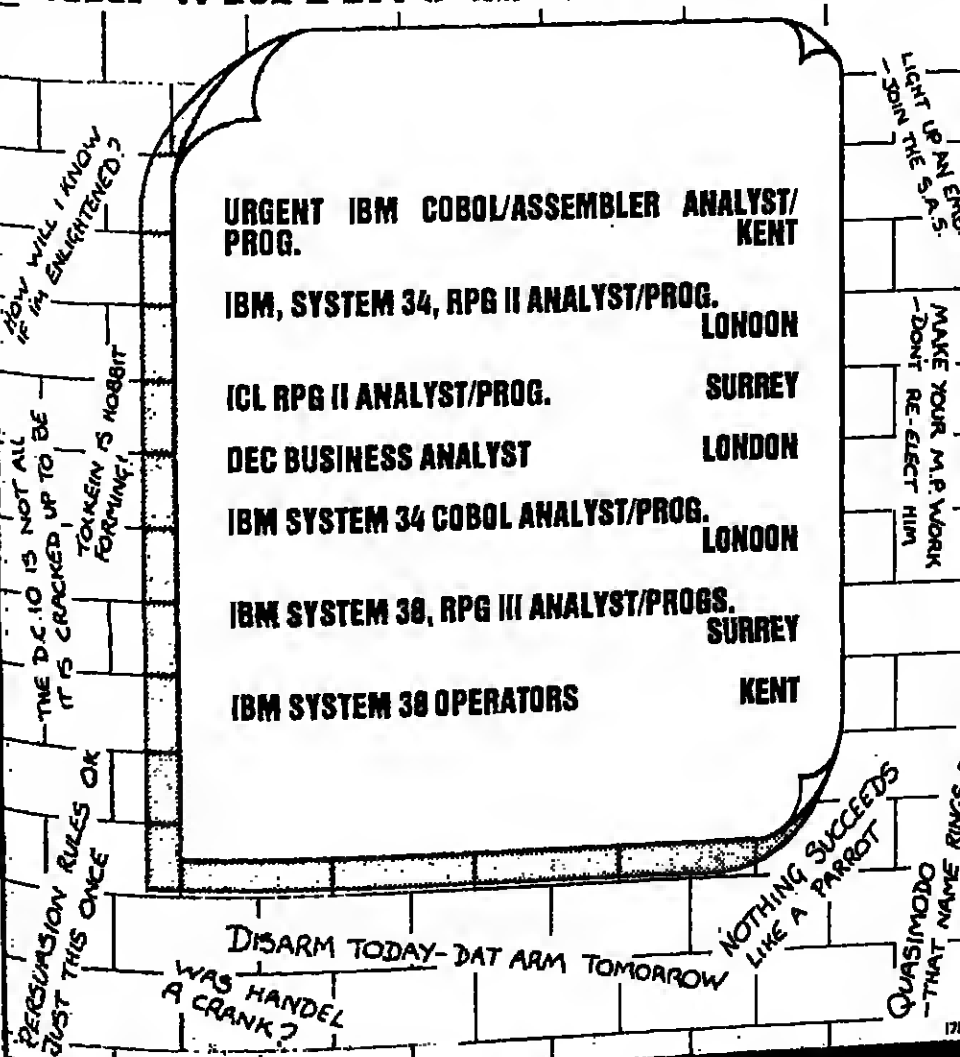 URGENT IBM COBOL/ASSEMBLER ANALYST/
PROG. KENT
IBM, SYSTEM 34, RPG II ANALYST/PROG.
LONDON
ICL RPG II ANALYST/PROG. SURREY
DEC BUSINESS ANALYST LONDON
IBM SYSTEM 34 COBOL ANALYST/PROG.
LONDON
IBM SYSTEM 38, RPG III ANALYST/PROGS.
SURREY
IBM SYSTEM 38 OPERATORS KENT
HOW WILL I KNOW
IF IM ENLIGHTENED?
TOLKEIN IS HOBBIT
FORMING!
—THE D.C.10 IS NOT ALL
IT IS CRACKED UP TO BE
PERSUASION RULES OK
JUST THIS ONCE
LIGHT UP AN
-JOIN THE S.A.S.
MAKE YOUR M.P. WORK
-DONT RE-ELECT HIM
NOTHING SUCCEEDS
LIKE A PARROT
QUASIMODO
-THAT NAME RINGS
DISARM TODAY-DAT ARM TOMORROW
WAS HANDEL
A CRANK?